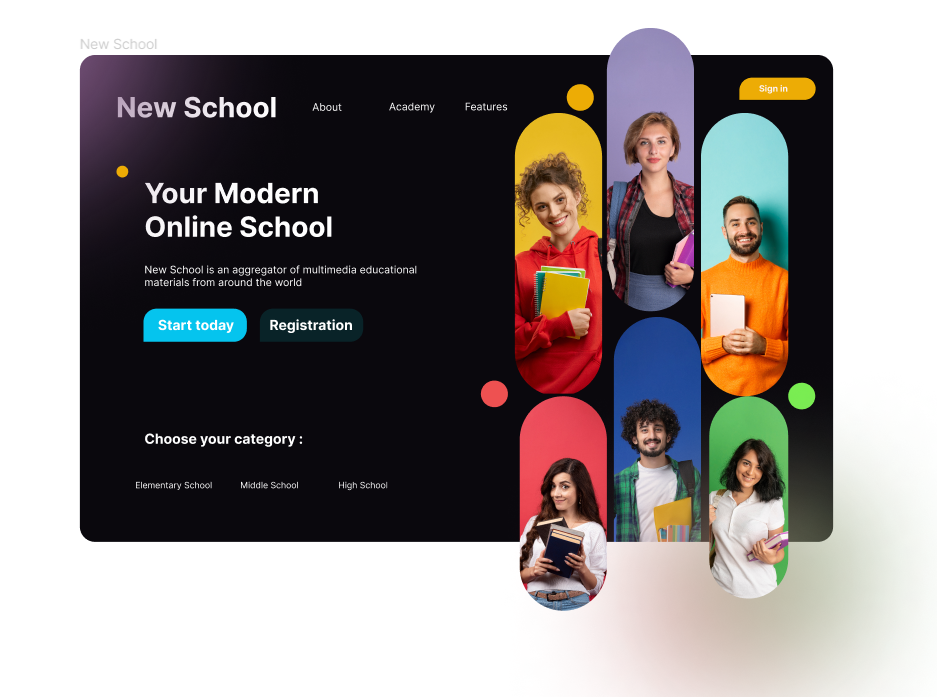 New School
New School
About
Academy
Features
Sign in
Your Modern
Online School
New School is an aggregator of multimedia educational
materials from around the world
Start today
Registration
Choose your category :
Elementary School
Middle School
High School